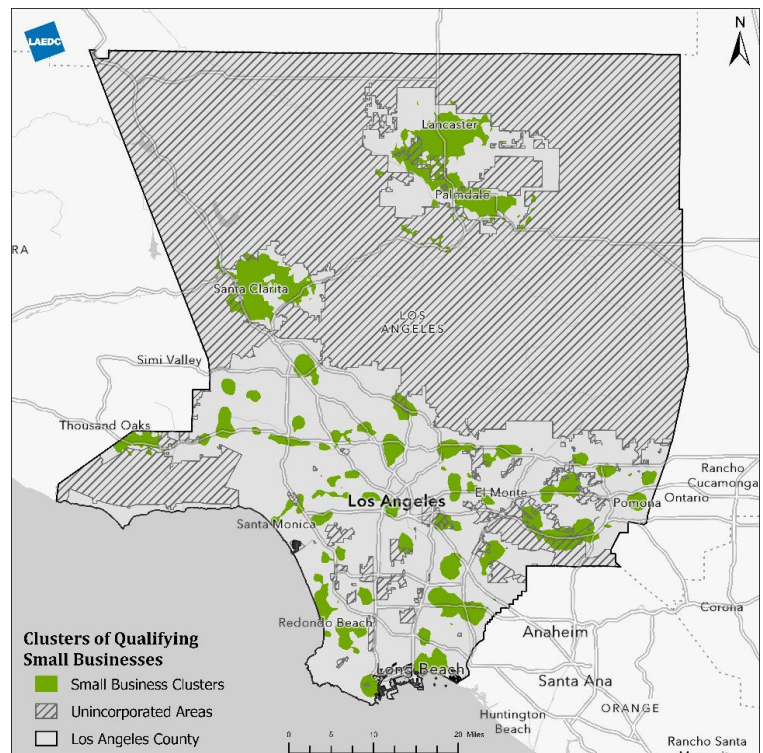 LAEDC
N
Lancaster
Palmdale
RA
Santa Clarita
LOS
ANGELES
Simi Valley
Thousand Oaks
Rancho
Cucamonga
El Monte
Pomona
Ontario
Los Angeles
Santa Monica
Corona
Redondo Beach
Anaheim
Long Beach
Santa Ana
ORANGE
Huntington
Beach
Rancho Santa
Clusters of Qualifying
Small Businesses
Small Business Clusters
Unincorporated Areas
Los Angeles County
0 5 10 20 Miles